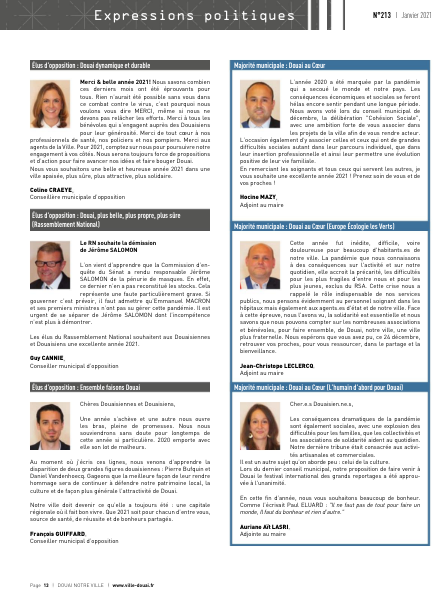 Expressions politiques
N°213 | Janvier 2021
Élus d'opposition : Douai dynamique et durable
Merci & belle année 2021! Nous savons combien
ces derniers mois ont été éprouvants pour
tous. Rien n'aurait été possible sans vous dans
ce combat contre le virus, c'est pourquoi nous
voulons vous dire MERCI, même si nous ne
devons pas relâcher les efforts. Merci à tous les
bénévoles qui s'engagent auprès des Douaisiens
pour leur générosité. Merci de tout cœur à nos
professionnels de santé, nos policiers et nos pompiers. Merci aux
agents de la Ville. Pour 2021, comptez sur nous pour poursuivre notre
engagement à vos côtés. Nous serons toujours force de propositions
et d'action pour faire avancer nos idées et faire bouger Douai.
Nous vous souhaitons une belle et heureuse année 2021 dans une
ville apaisée, plus sûre, plus attractive, plus solidaire.
Coline CRAEYE,
Conseillère municipale d'opposition
Élus d'opposition : Douai, plus belle, plus propre, plus sûre
(Rassemblement National)
Le RN souhaite la démission
de Jérôme SALOMON
L'on vient d'apprendre que la Commission d'en-
quête du Sénat a rendu responsable Jérôme
SALOMON de la pénurie de masques. En effet,
ce dernier n'en a pas reconstitué les stocks. Cela
représente une faute particulièrement grave. Si
gouverner c'est prévoir, il faut admettre qu'Emmanuel MACRON
et ses premiers ministres n'ont pas su gérer cette pandémie. Il est
urgent de se séparer de Jérôme SALOMON dont l'incompétence
n'est plus à démontrer.
Les élus du Rassemblement National souhaitent aux Douaisiennes
et Douaisiens une excellente année 2021.
Guy CANNIE,
Conseiller municipal d'opposition
Élus d'opposition : Ensemble faisons Douai
Chères Douaisiennes et Douaisiens,
Une année s'achève et une autre nous ouvre
les bras, pleine de promesses. Nous nous
souviendrons sans doute pour longtemps de
cette année si particulière. 2020 emporte avec
elle son lot de malheurs.
Au moment où j'écris ces lignes, nous venons d'apprendre la
disparition de deux grandes figures douaisiennes : Pierre Bufquin et
Daniel Vandenhoecq. Gageons que la meilleure façon de leur rendre
hommage sera de continuer à défendre notre patrimoine local, la
culture et de façon plus générale l'attractivité de Douai.
Notre ville doit devenir ce qu'elle a toujours été : une capitale
régionale où il fait bon vivre. Que 2021 soit pour chacun d'entre vous,
source de santé, de réussite et de bonheurs partagés.
François GUIFFARD,
Conseiller municipal d'opposition
Majorité municipale : Douai au Cœur
L'année 2020 a été marquée par la pandémie
qui a secoué le monde et notre pays. Les
conséquences économiques et sociales se feront
hélas encore sentir pendant une longue période.
Nous avons voté lors du conseil municipal de
décembre, la délibération "Cohésion Sociale",
avec une ambition forte de vous associer dans
les projets de la ville afin de vous rendre acteur.
L'occasion également d'y associer celles et ceux qui ont de grandes
difficultés sociales autant dans leur parcours individuel, que dans
leur insertion professionnelle et ainsi leur permettre une évolution
positive de leur vie familiale.
En remerciant les soignants et tous ceux qui servent les autres, je
vous souhaite une excellente année 2021 ! Prenez soin de vous et de
vos proches !
Hocine MAZY,
Adjoint au maire
Majorité municipale : Douai au Cœur (Europe Écologie les Verts)
Cette année fut inédite, difficile, voire
douloureuse pour beaucoup d'habitants.es de
notre ville. La pandémie que nous connaissons
a des conséquences sur l'activité et sur notre
quotidien, elle accroit la précarité, les difficultés
pour les plus fragiles d'entre nous et pour les
plus jeunes, exclus du RSA. Cette crise nous a
rappelé le rôle indispensable de nos services
publics, nous pensons évidemment au personnel soignant dans les
hôpitaux mais également aux agents.es d'état et de notre ville. Face
à cette épreuve, nous l'avons vu, la solidarité est essentielle et nous
savons que nous pouvons compter sur les nombreuses associations
et bénévoles, pour faire ensemble, de Douai, notre ville, une ville
plus fraternelle. Nous espérons que vous avez pu, ce 24 décembre,
retrouver vos proches, pour vous ressourcer, dans le partage et la
bienveillance.
Jean-Christophe LECLERCQ,
Adjoint au maire
Majorité municipale : Douai au Cœur (L'humain d'abord pour Douai)
Cher.e.s Douaisien.ne.s,
Les conséquences dramatiques de la pandémie
sont également sociales, avec une explosion des
difficultés pour les familles, que les collectivités et
les associations de solidarité aident au quotidien.
Notre dernière tribune était consacrée aux activi-
tés artisanales et commerciales.
Il est un autre sujet qu'on aborde peu : celui de la culture.
Lors du dernier conseil municipal, notre proposition de faire venir à
Douai le festival international des grands reportages a été approu-
vée à l'unanimité.
En cette fin d'année, nous vous souhaitons beaucoup de bonheur.
Comme l'écrivait Paul ELUARD : "Il ne faut pas de tout pour faire un
monde, il faut du bonheur et rien d'autre."
Auriane AÏT LASRI,
Adjointe au maire
Page 13 | DOUAI NOTRE VILLE | www.ville-douai.fr